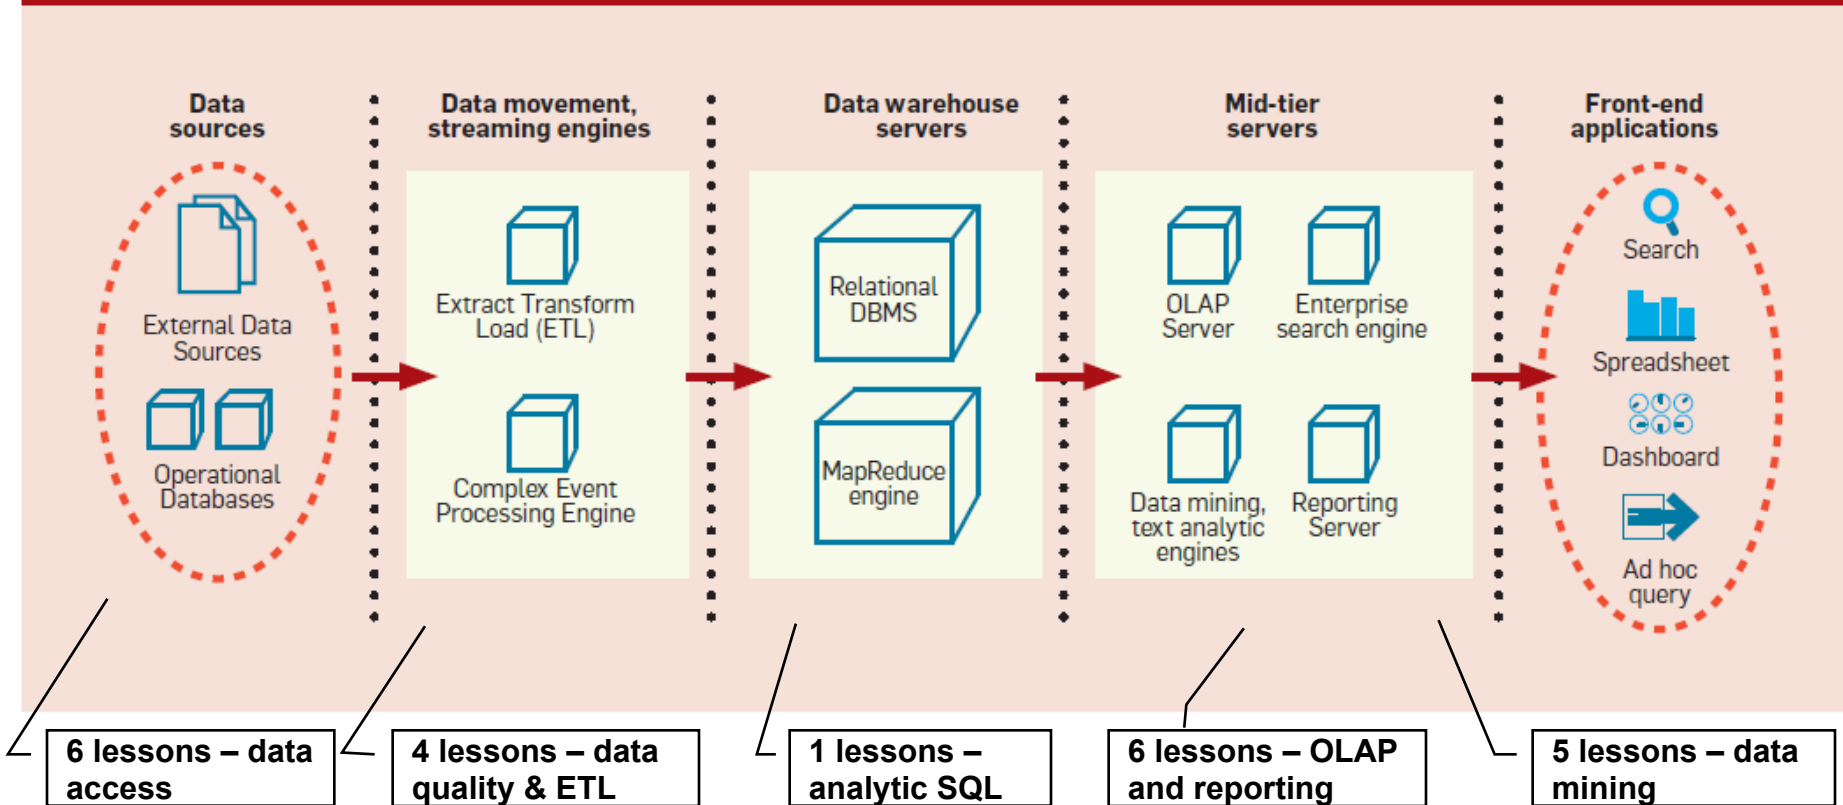 Data
sources
Data movement,
streaming engines
Data warehouse
servers
Mid-tier
servers
Front-end
applications
External Data
Sources
Operational
Databases
Extract Transform
Load (ETL)
Complex Event
Processing Engine
Relational
DBMS
MapReduce
engine
OLAP
Server
Enterprise
search engine
Data mining,
text analytic
engines
Reporting
Server
Search
Spreadsheet
Dashboard
Ad hoc
query
6 lessons – data
access
4 lessons – data
quality & ETL
1 lessons –
analytic SQL
6 lessons – OLAP
and reporting
5 lessons – data
mining